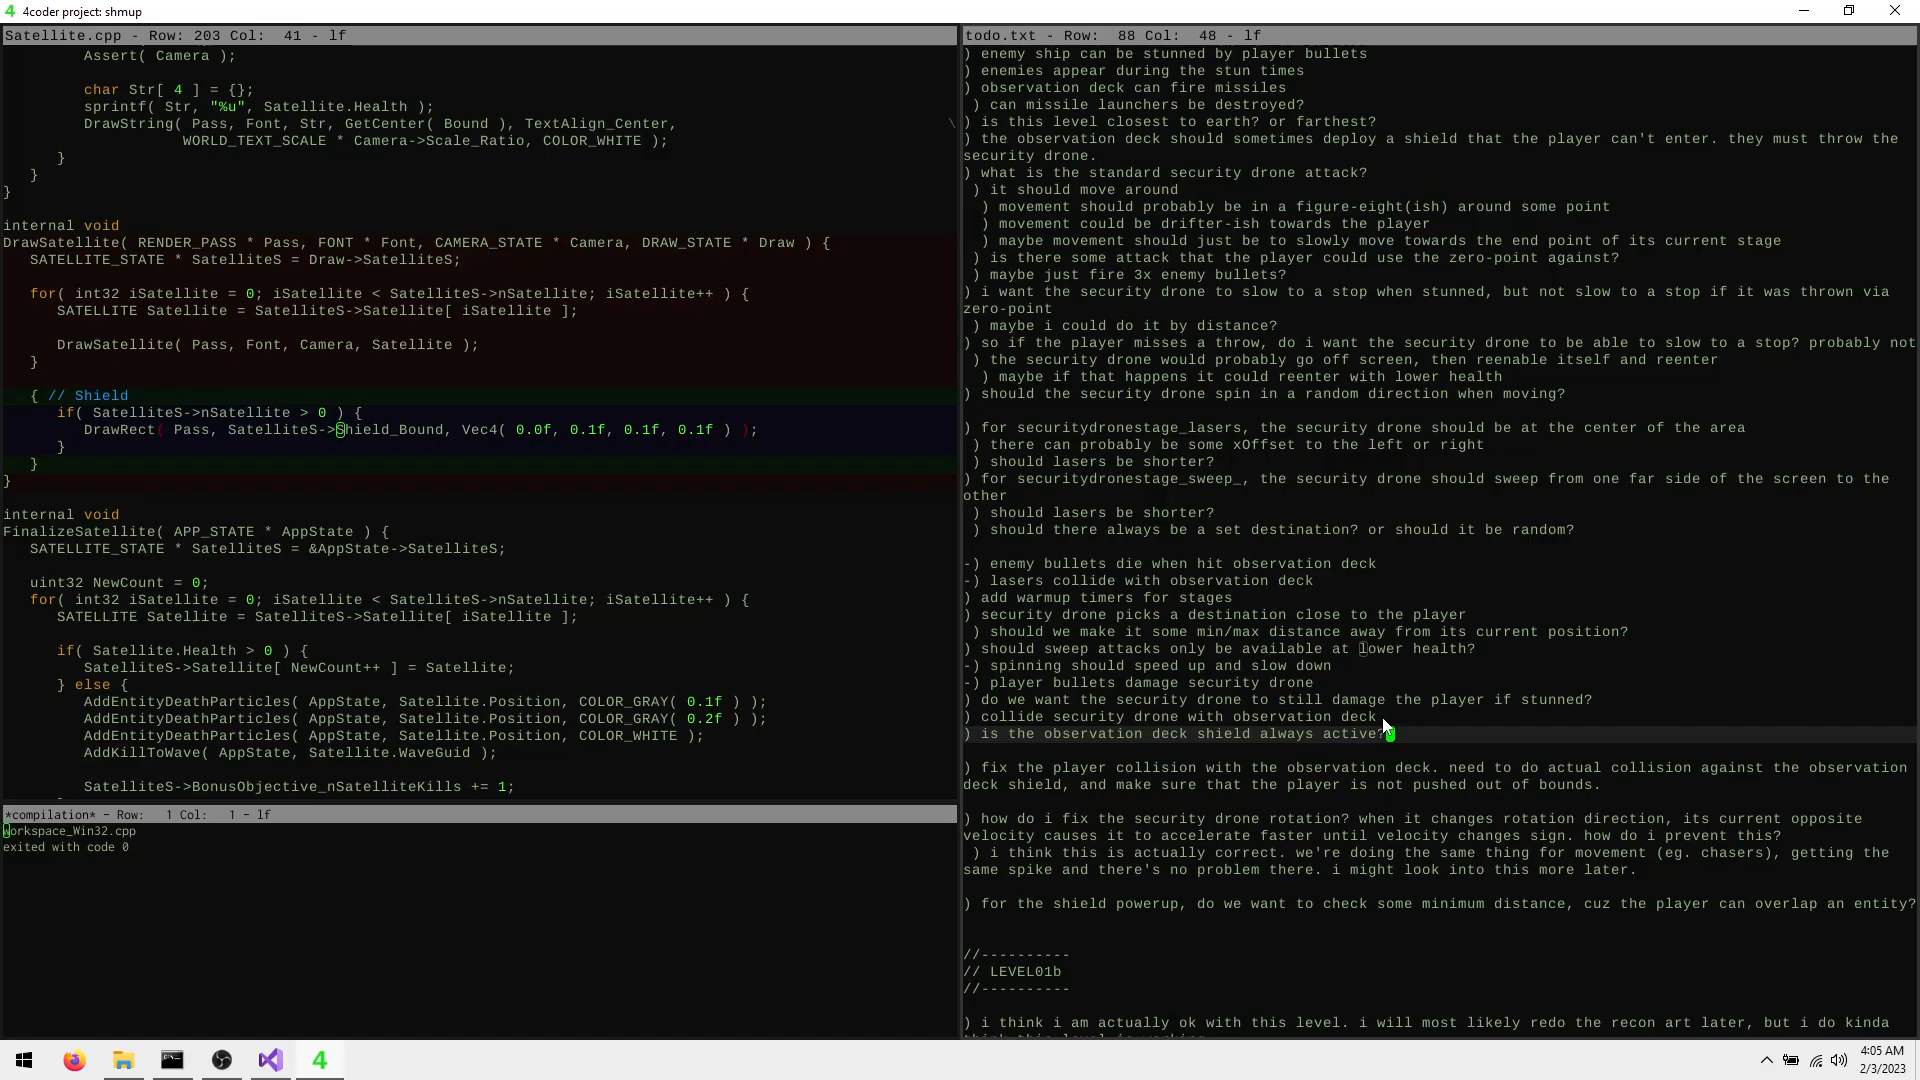 4 4coder project: shmup
Satellite.cpp - Row: 203 Col:  41 - lf
Assert( Camera );
char Str[ 4 ] = {};
sprintf( Str, "%u", Satellite.Health );
DrawString( Pass, Font, Str, GetCenter( Bound ), TextAlign_Center, \
WORLD_TEXT_SCALE * Camera->Scale_Ratio, COLOR_WHITE );
}
}
}
internal void
DrawSatellite( RENDER_PASS * Pass, FONT * Font, CAMERA_STATE * Camera, DRAW_STATE * Draw ) {
SATELLITE_STATE * SatelliteS = Draw->SatelliteS;
for( int32 iSatellite = 0; iSatellite < SatelliteS->nSatellite; iSatellite++ ) {
SATELLITE Satellite = SatelliteS->Satellite[ iSatellite ];
DrawSatellite( Pass, Font, Camera, Satellite );
}
{ // Shield
if( SatelliteS->nSatellite > 0 ) {
DrawRect( Pass, SatelliteS->Shield_Bound, Vec4( 0.0f, 0.1f, 0.1f, 0.1f ) );
}
}
}
internal void
FinalizeSatellite( APP_STATE * AppState ) {
SATELLITE_STATE * SatelliteS = &AppState->SatelliteS;
uint32 NewCount = 0;
for( int32 iSatellite = 0; iSatellite < SatelliteS->nSatellite; iSatellite++ ) {
SATELLITE Satellite = SatelliteS->Satellite[ iSatellite ];
if( Satellite.Health > 0 ) {
SatelliteS->Satellite[ NewCount++ ] = Satellite;
} else {
AddEntityDeathParticles( AppState, Satellite.Position, COLOR_GRAY( 0.1f ) );
AddEntityDeathParticles( AppState, Satellite.Position, COLOR_GRAY( 0.2f ) );
AddEntityDeathParticles( AppState, Satellite.Position, COLOR_WHITE );
AddKillToWave( AppState, Satellite.WaveGuid );
SatelliteS->BonusObjective_nSatelliteKills += 1;
*compilation* - Row:   1 Col:   1 - lf
workspace_Win32.cpp
exited with code 0
todo.txt - Row:  88 Col:  48 - lf
) enemy ship can be stunned by player bullets
) enemies appear during the stun times
) observation deck can fire missiles
) can missile launchers be destroyed?
) is this level closest to earth? or farthest?
) the observation deck should sometimes deploy a shield that the player can't enter. they must throw the
security drone.
) what is the standard security drone attack?
) it should move around
) movement should probably be in a figure-eight(ish) around some point
) movement could be drifter-ish towards the player
) maybe movement should just be to slowly move towards the end point of its current stage
) is there some attack that the player could use the zero-point against?
) maybe just fire 3x enemy bullets?
) i want the security drone to slow to a stop when stunned, but not slow to a stop if it was thrown via
zero-point
) maybe i could do it by distance?
) so if the player misses a throw, do i want the security drone to be able to slow to a stop? probably not
) the security drone would probably go off screen, then reenable itself and reenter
) maybe if that happens it could reenter with lower health
) should the security drone spin in a random direction when moving?
) for securitydronestage_lasers, the security drone should be at the center of the area
) there can probably be some xOffset to the left or right
) should lasers be shorter?
) for securitydronestage_sweep_, the security drone should sweep from one far side of the screen to the
other
) should lasers be shorter?
) should there always be a set destination? or should it be random?
-) enemy bullets die when hit observation deck
-) lasers collide with observation deck
) add warmup timers for stages
) security drone picks a destination close to the player
) should we make it some min/max distance away from its current position?
) should sweep attacks only be available at lower health?
-) spinning should speed up and slow down
-) player bullets damage security drone
) do we want the security drone to still damage the player if stunned?
) collide security drone with observation deck
) is the observation deck shield always active?
) fix the player collision with the observation deck. need to do actual collision against the observation
deck shield, and make sure that the player is not pushed out of bounds.
) how do i fix the security drone rotation? when it changes rotation direction, its current opposite
velocity causes it to accelerate faster until velocity changes sign. how do i prevent this?
) i think this is actually correct. we're doing the same thing for movement (eg. chasers), getting the
same spike and there's no problem there. i might look into this more later.
) for the shield powerup, do we want to check some minimum distance, cuz the player can overlap an entity?
//----------
// LEVEL01b
//----------
) i think i am actually ok with this level. i will most likely redo the recon art later, but i do kinda
4
4:05 AM
2/3/2023